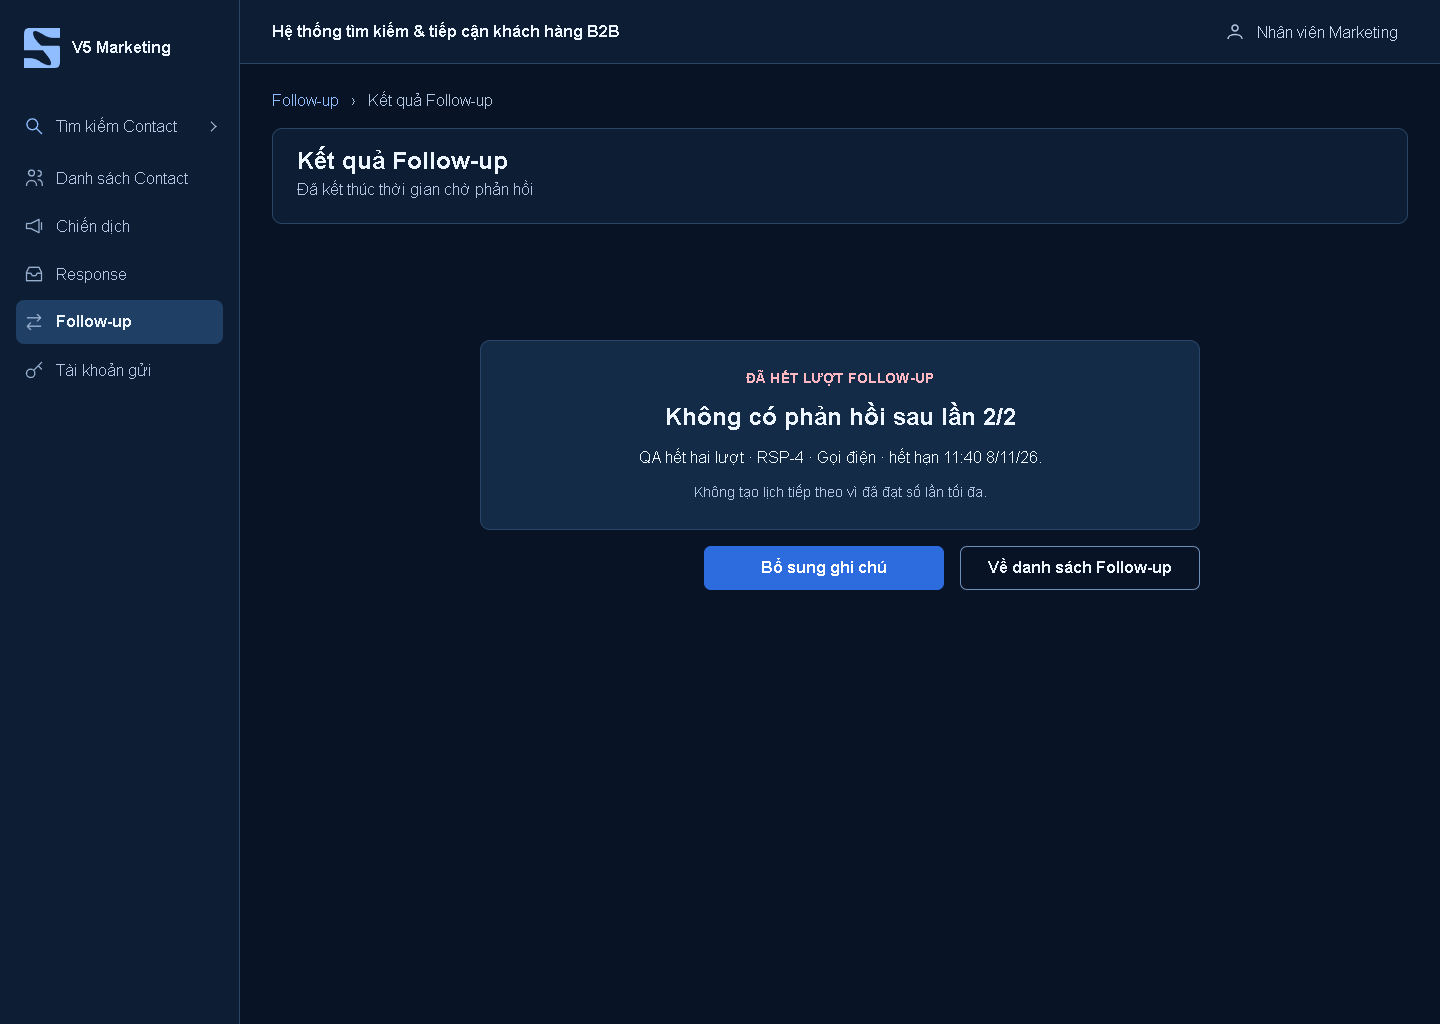 V5 Marketing
Hệ thống tìm kiếm & tiếp cận khách hàng B2B
Nhân viên Marketing
Tìm kiếm Contact
Danh sách Contact
Chiến dịch
Response
Follow-up
Tài khoản gửi
Follow-up › Kết quả Follow-up
Kết quả Follow-up
Đã kết thúc thời gian chờ phản hồi
ĐÃ HẾT LƯỢT FOLLOW-UP
Không có phản hồi sau lần 2/2
QA hết hai lượt · RSP-4 · Gọi điện · hết hạn 11:40 8/11/26.
Không tạo lịch tiếp theo vì đã đạt số lần tối đa.
Bổ sung ghi chú
Về danh sách Follow-up